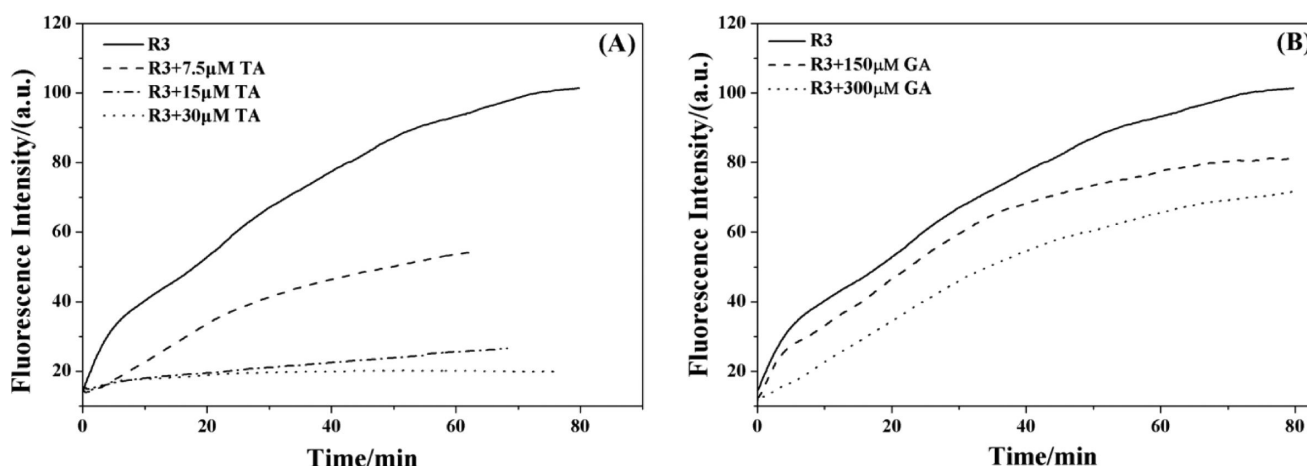 120
100
80
60
40
20
Fluorescence Intensity/(a.u.)
R3
R3+7.5μM TA
R3+15μM TA
R3+30μM TA
(A)
0
20
40
60
80
Time/min
120
100
80
60
40
20
Fluorescence Intensity/(a.u.)
R3
R3+150μM GA
R3+300μM GA
(B)
0
20
40
60
80
Time/min